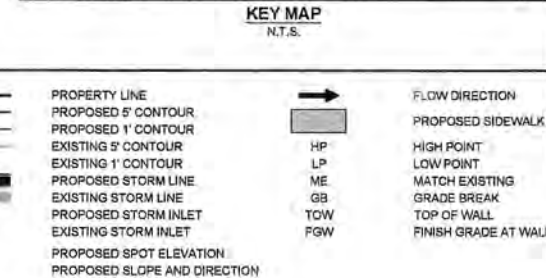 KEY MAP
N.T.S.
PROPERTY LINE
PROPOSED 5' CONTOUR
PROPOSED 1' CONTOUR
EXISTING 5' CONTOUR
EXISTING 1' CONTOUR
PROPOSED STORM LINE
EXISTING STORM LINE
PROPOSED STORM INLET
EXISTING STORM INLET
PROPOSED SPOT ELEVATION
PROPOSED SLOPE AND DIRECTION
FLOW DIRECTION
PROPOSED SIDEWALK
HP HIGH POINT
LP LOW POINT
ME MATCH EXISTING
GB GRADE BREAK
TOW TOP OF WALL
FGW FINISH GRADE AT WALL